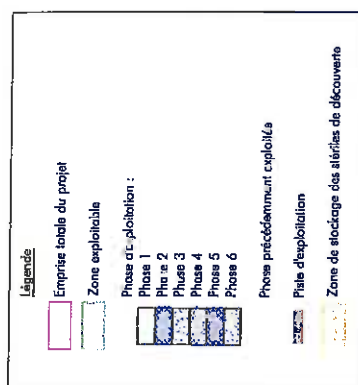 Légende
Emprise totale du projet
Zone exploitable
Phase d'exploitation :
Phase 1
Phase 2
Phase 3
Phase 4
Phase 5
Phase 6
Phase précédemment exploitée
Piste d'exploitation
Zone de stockage des stériles de découverte